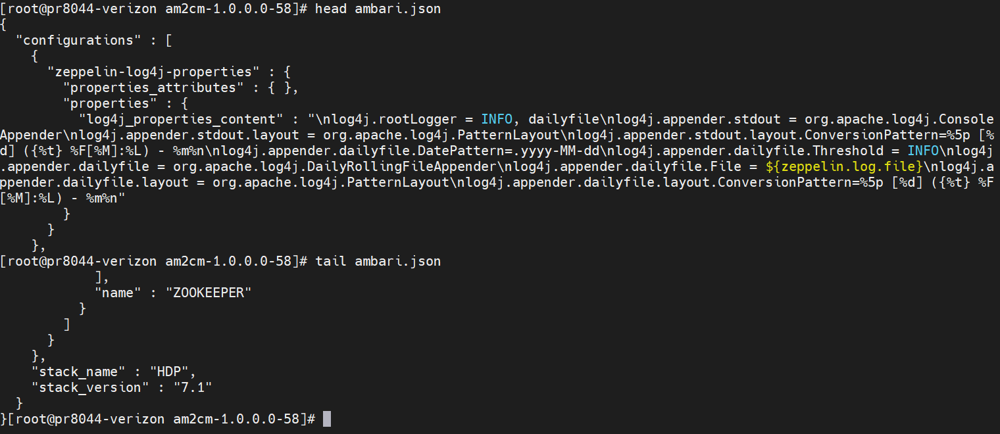 [root@pr8044-verizon am2cm-1.0.0.0-58]# head ambari.json
{
  "configurations" : [
    {
      "zeppelin-log4j-properties" : {
        "properties_attributes" : { },
        "properties" : {
          "log4j_properties_content" : "\nlog4j.rootLogger = INFO, dailyfile\nlog4j.appender.stdout = org.apache.log4j.Console
Appender\nlog4j.appender.stdout.layout = org.apache.log4j.PatternLayout\nlog4j.appender.stdout.layout.ConversionPattern=%5p [%
d] ({%t} %F[%M]:%L) - %m%n\nlog4j.appender.dailyfile.DatePattern=.yyyy-MM-dd\nlog4j.appender.dailyfile.Threshold = INFO\nlog4j
.appender.dailyfile = org.apache.log4j.DailyRollingFileAppender\nlog4j.appender.dailyfile.File = ${zeppelin.log.file}\nlog4j.a
ppender.dailyfile.layout = org.apache.log4j.PatternLayout\nlog4j.appender.dailyfile.layout.ConversionPattern=%5p [%d] ({%t} %F
[%M]:%L) - %m%n"
        }
      }
    },
[root@pr8044-verizon am2cm-1.0.0.0-58]# tail ambari.json
            ],
            "name" : "ZOOKEEPER"
          }
        ]
      }
    },
    "stack_name" : "HDP",
    "stack_version" : "7.1"
  }
}[root@pr8044-verizon am2cm-1.0.0.0-58]#